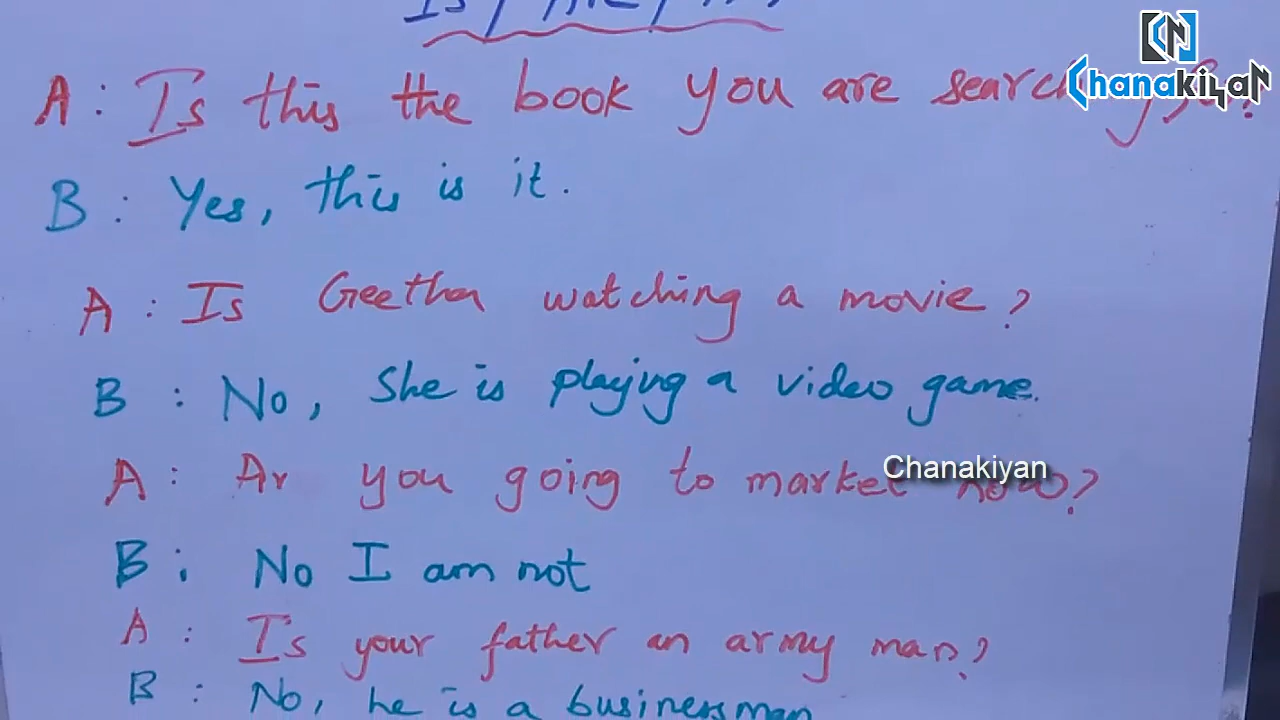 CN
Chanakiyan
A: Is this the book you are
B: Yes, this is it.
A: Is Geetha watching a movie?
B: No, She is playing a video game.
A: Ar you going to market now?
Chanakiyan
B: No I am not
A: Is your father an army man?
B: No, he is a businessman